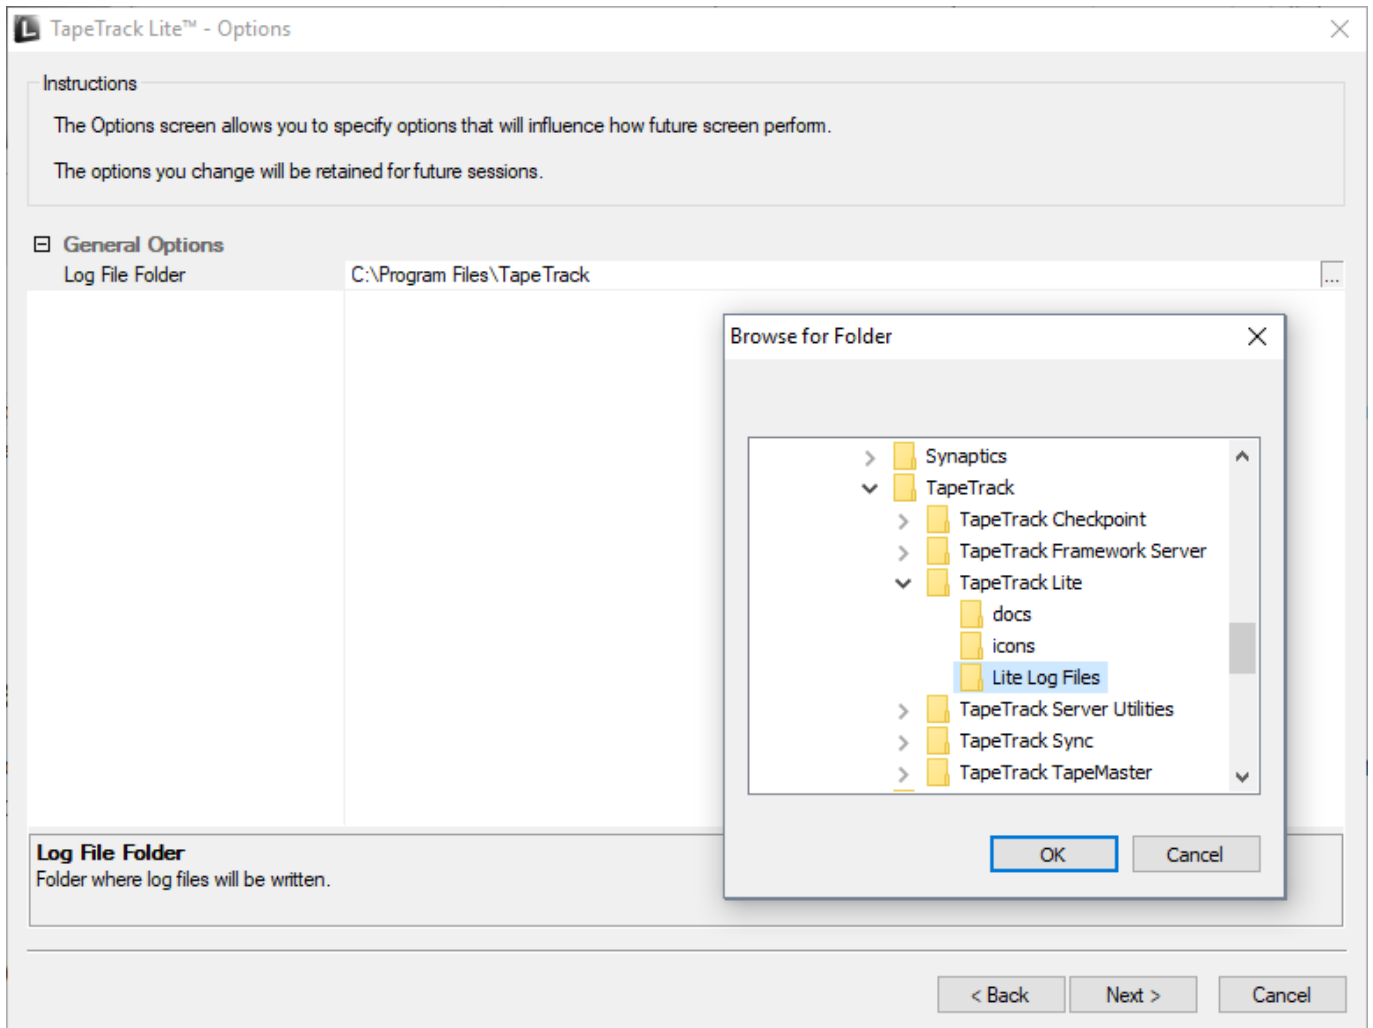 TapeTrack Lite™ - Options
Instructions
The Options screen allows you to specify options that will influence how future screen perform.
The options you change will be retained for future sessions.
General Options
Log File Folder C:\Program Files\TapeTrack ...
Browse for Folder
Synaptics
TapeTrack
TapeTrack Checkpoint
TapeTrack Framework Server
TapeTrack Lite
docs
icons
Lite Log Files
TapeTrack Server Utilities
TapeTrack Sync
TapeTrack TapeMaster
OK Cancel
Log File Folder
Folder where log files will be written.
< Back Next > Cancel